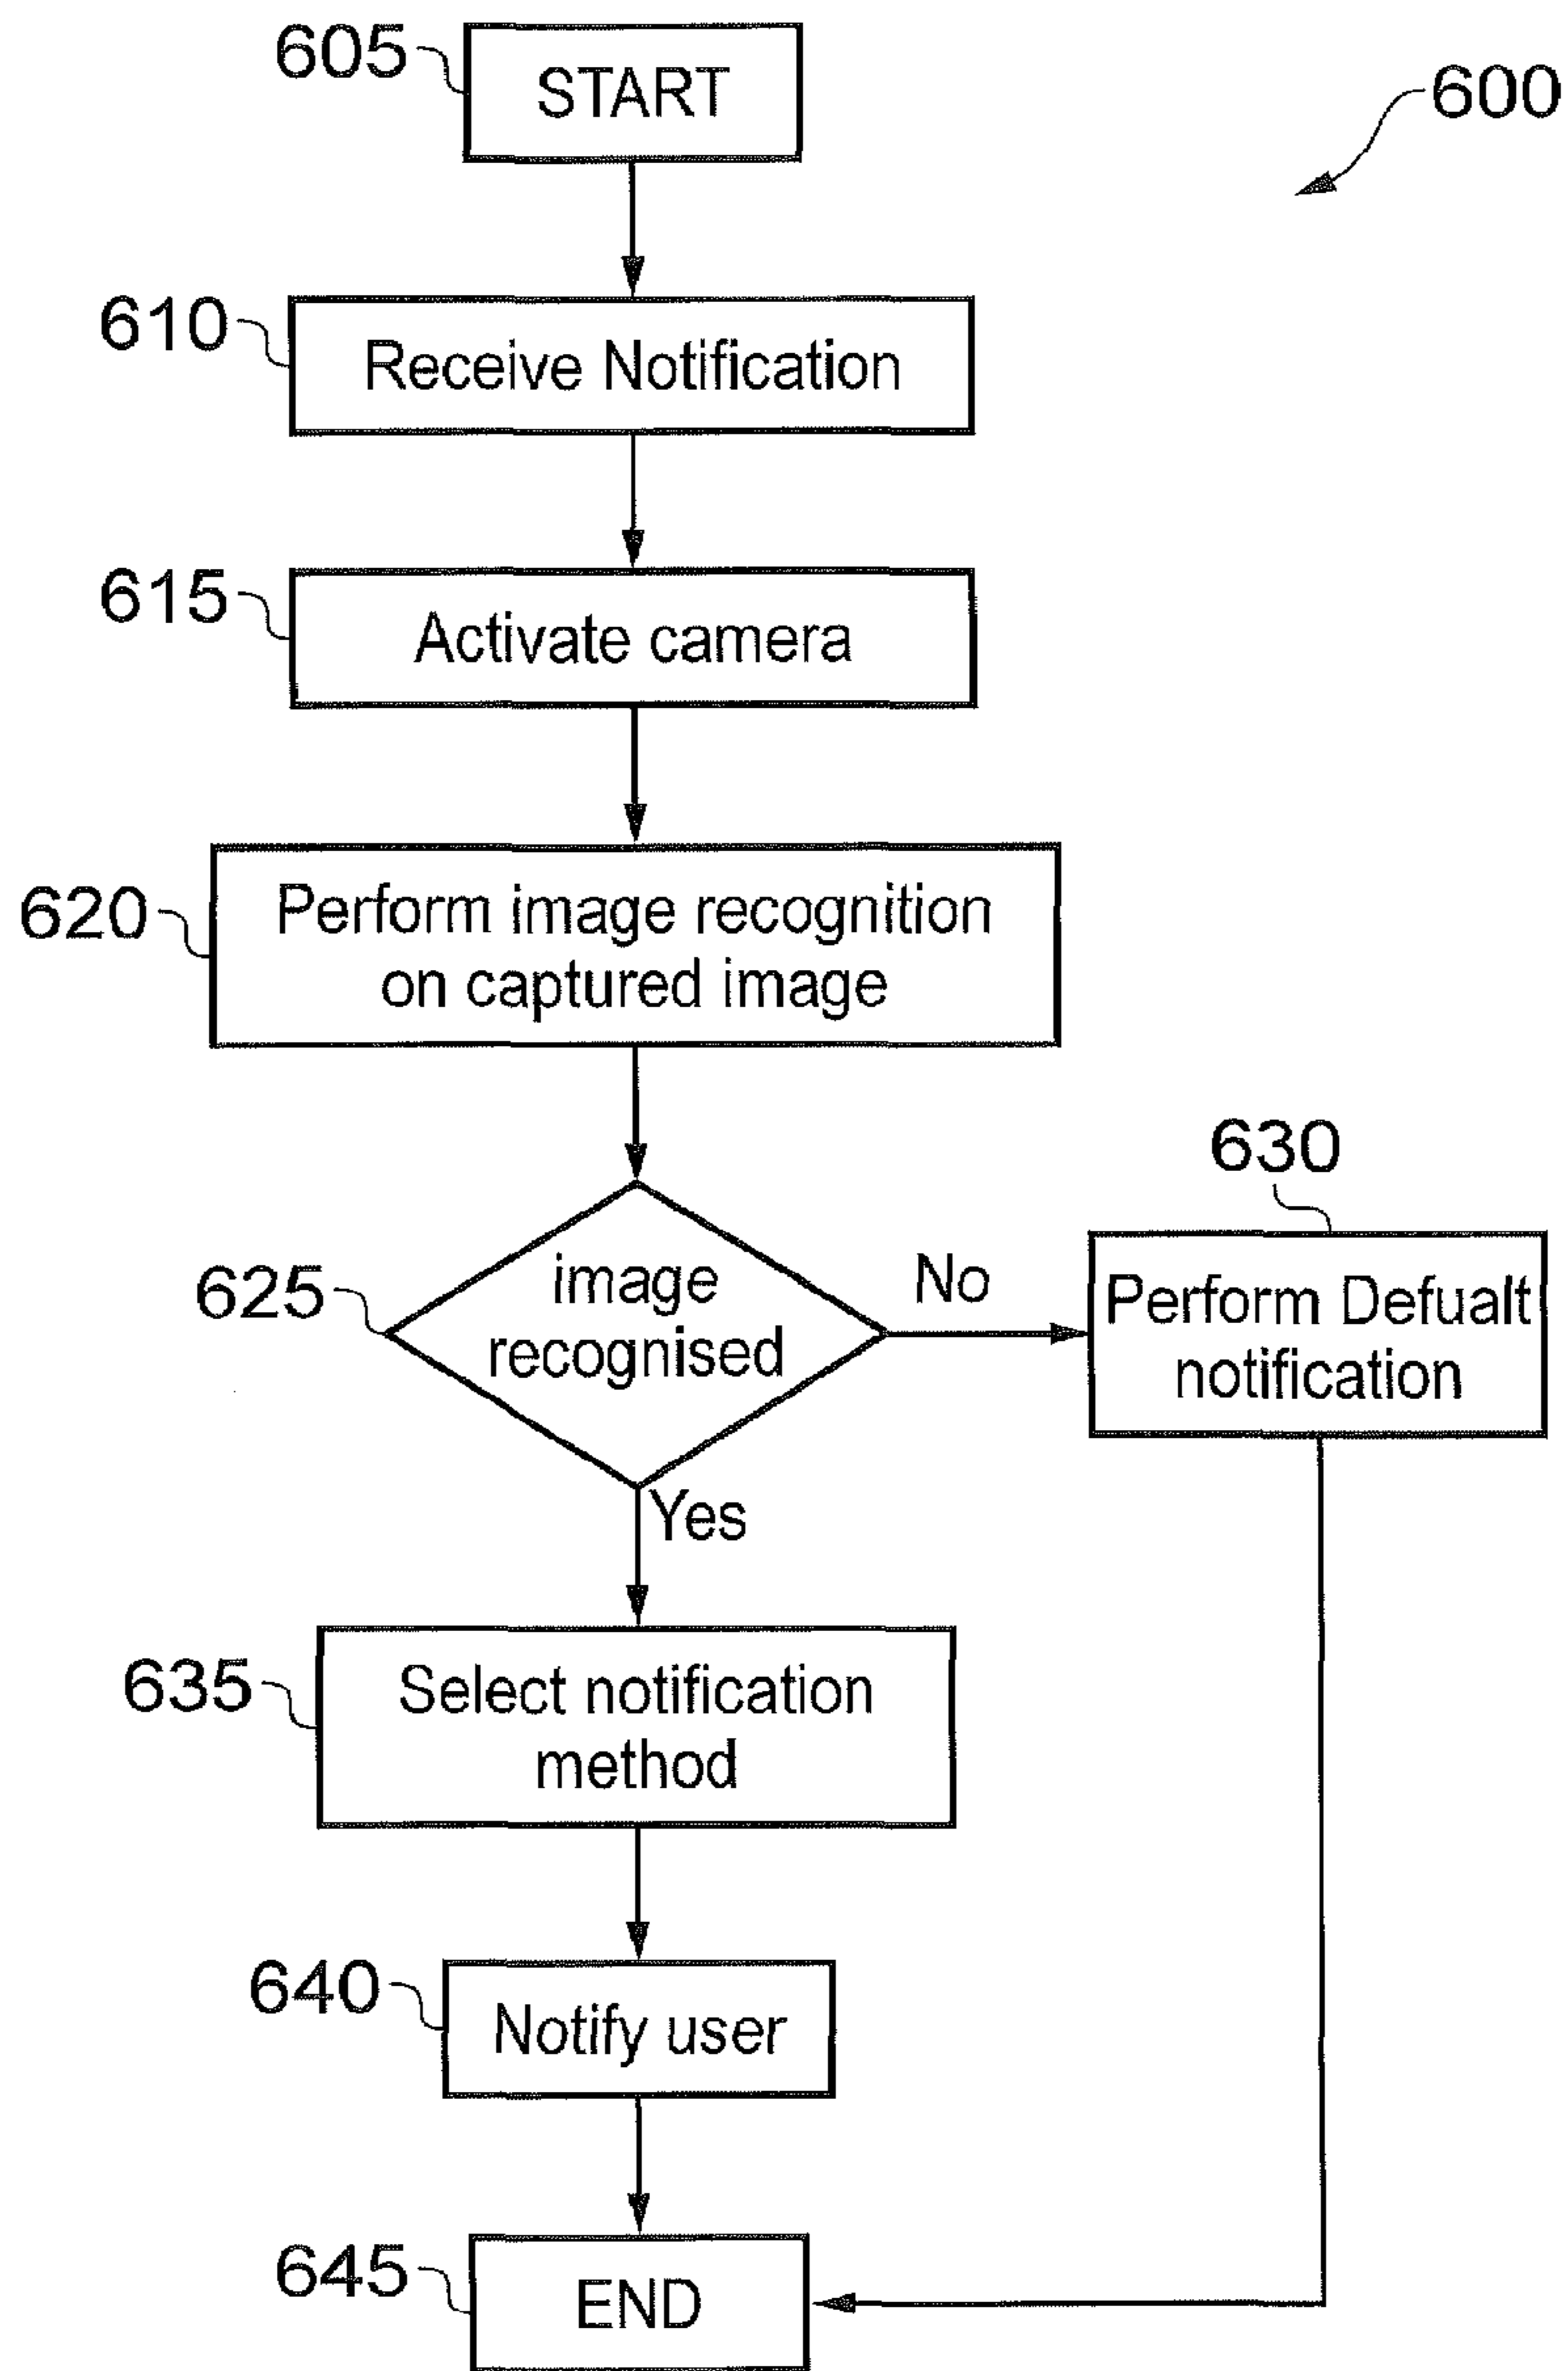 605
START
600
610
Receive Notification
615
Activate camera
620
Perform image recognition
on captured image
625
image
recognised
No
630
Perform Defualt
notification
Yes
635
Select notification
method
640
Notify user
645
END